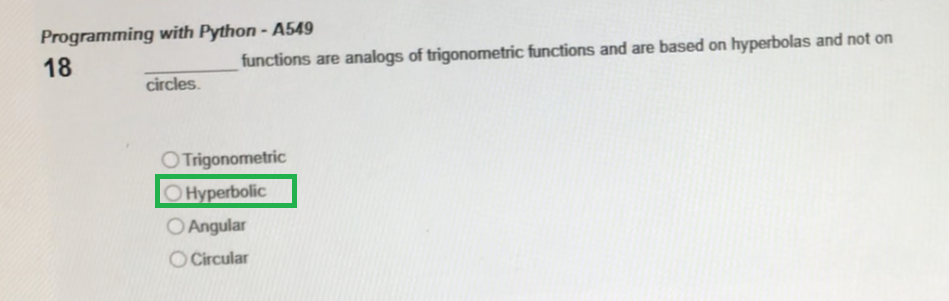 Programming with Python - A549
18 ________ functions are analogs of trigonometric functions and are based on hyperbolas and not on
circles.
Trigonometric
Hyperbolic
Angular
Circular